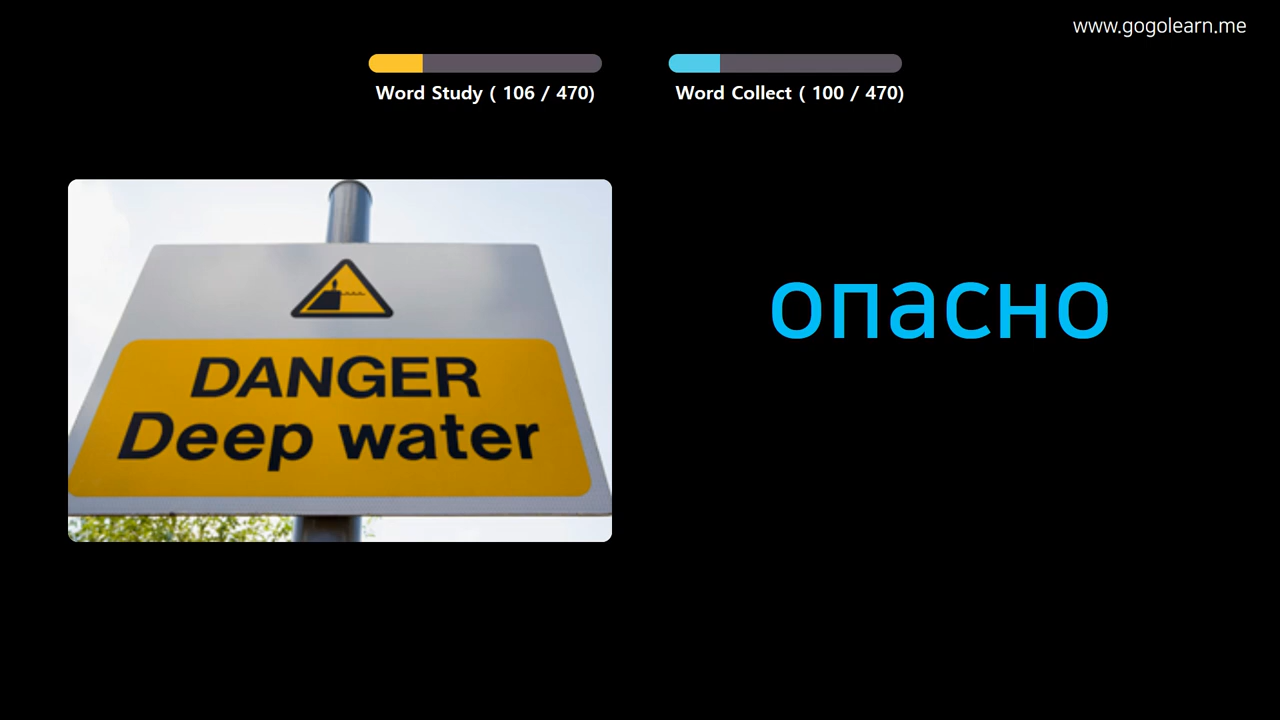 www.gogolearn.me
Word Study ( 106 / 470)
Word Collect ( 100 / 470)
DANGER
Deep water
опасно